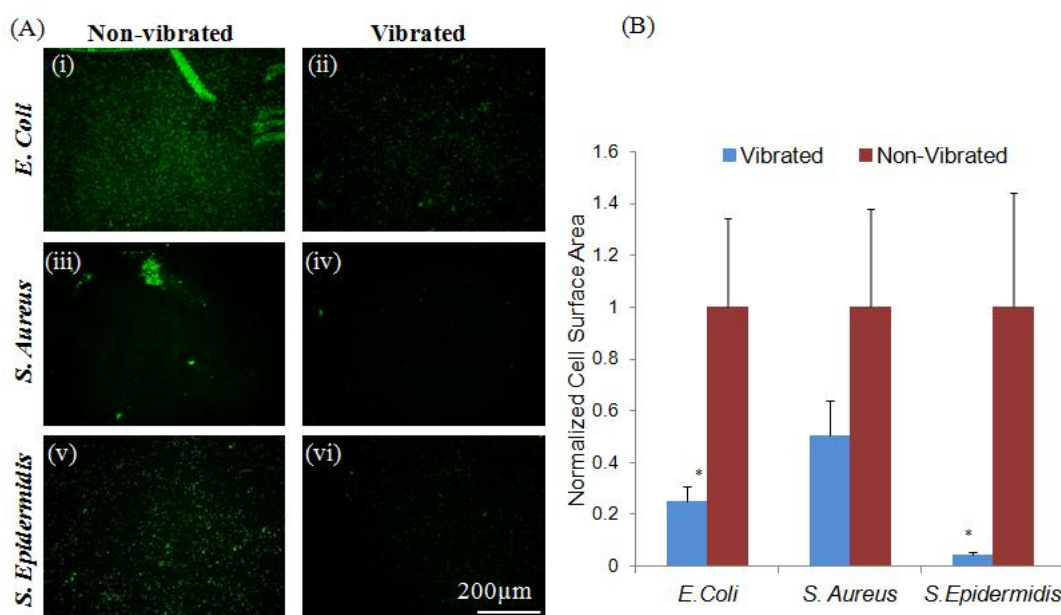 (A)
Non-vibrated
Vibrated
(B)
E. Coli
(i)
(ii)
S. Aureus
(iii)
(iv)
S. Epidermidis
(v)
(vi)
200µm
Vibrated
Non-Vibrated
Normalized Cell Surface Area
1.6
1.4
1.2
1
0.8
0.6
0.4
0.2
0
*
*
E.Coli
S. Aureus
S.Epidermidis